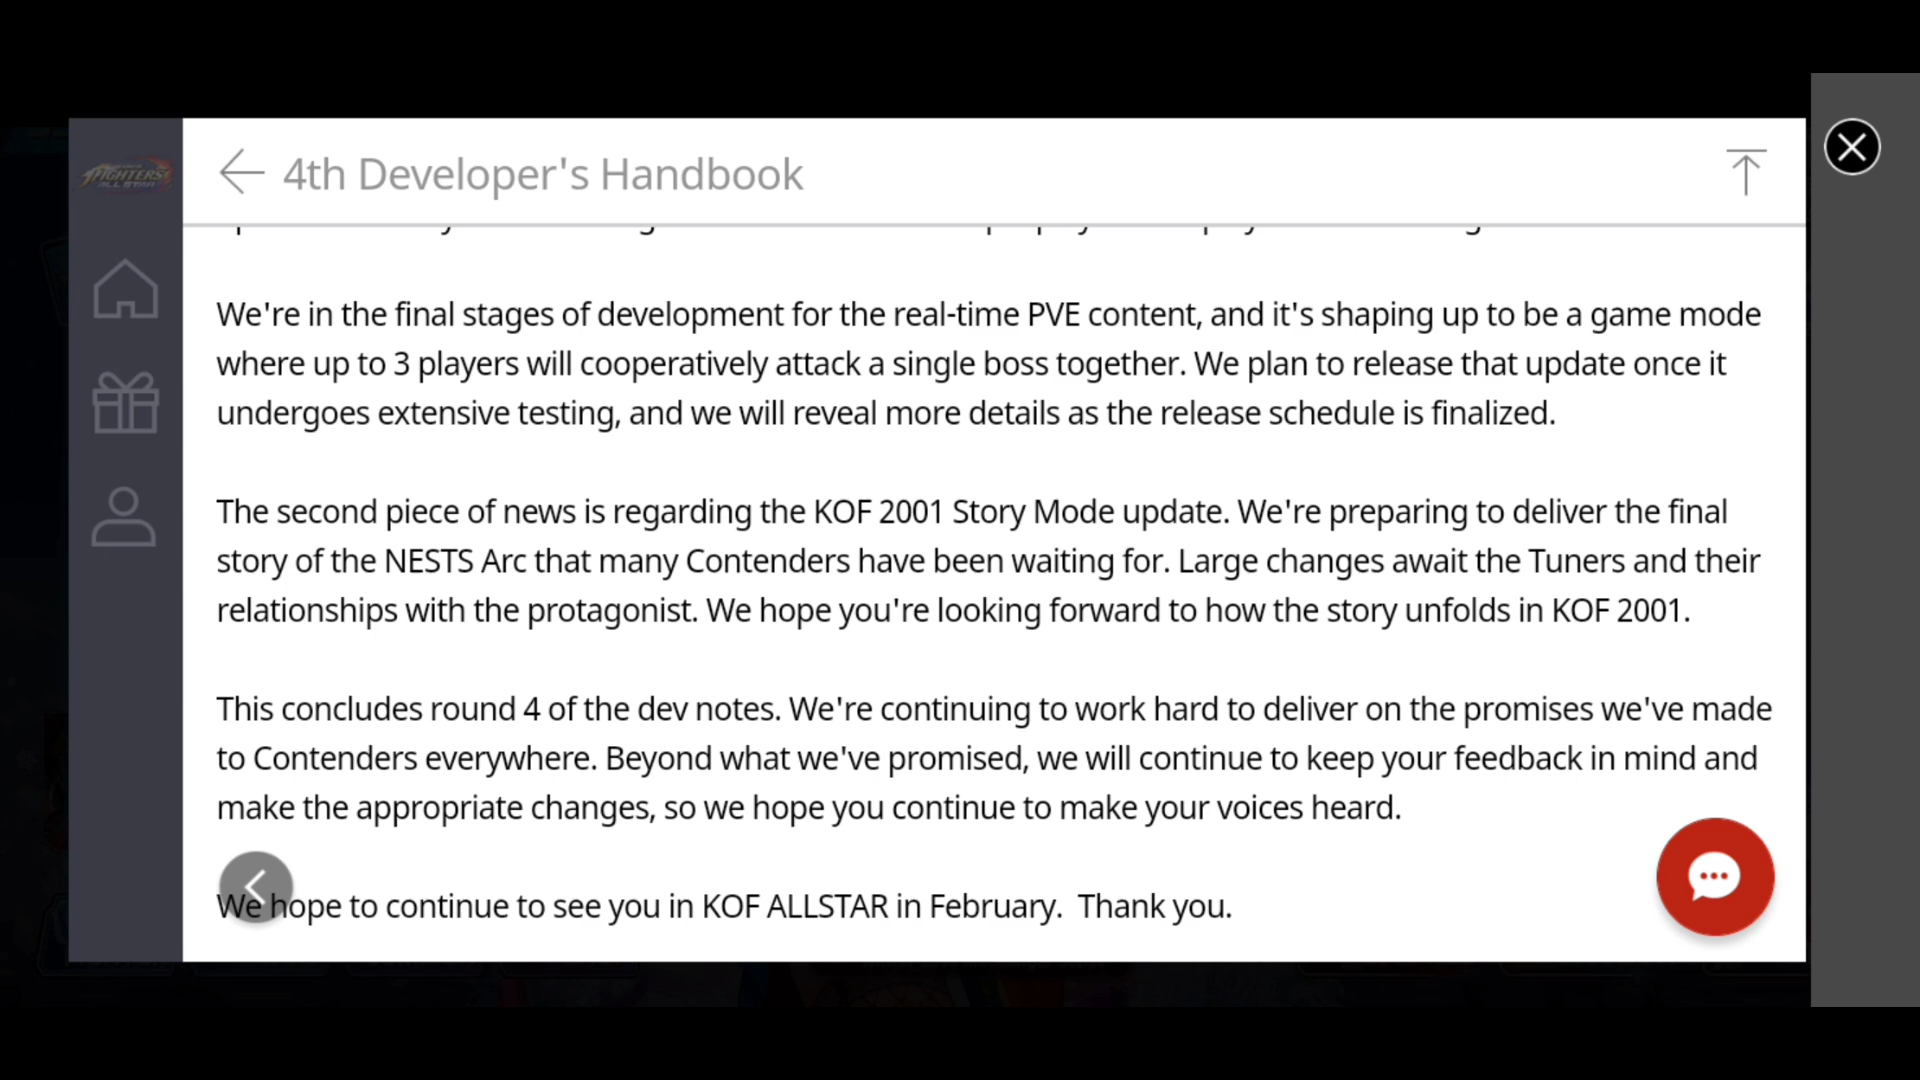 4th Developer's Handbook
FIGHTERS
ALL STAR
We're in the final stages of development for the real-time PVE content, and it's shaping up to be a game mode
where up to 3 players will cooperatively attack a single boss together. We plan to release that update once it
undergoes extensive testing, and we will reveal more details as the release schedule is finalized.
The second piece of news is regarding the KOF 2001 Story Mode update. We're preparing to deliver the final
story of the NESTS Arc that many Contenders have been waiting for. Large changes await the Tuners and their
relationships with the protagonist. We hope you're looking forward to how the story unfolds in KOF 2001.
This concludes round 4 of the dev notes. We're continuing to work hard to deliver on the promises we've made
to Contenders everywhere. Beyond what we've promised, we will continue to keep your feedback in mind and
make the appropriate changes, so we hope you continue to make your voices heard.
We hope to continue to see you in KOF ALLSTAR in February.  Thank you.